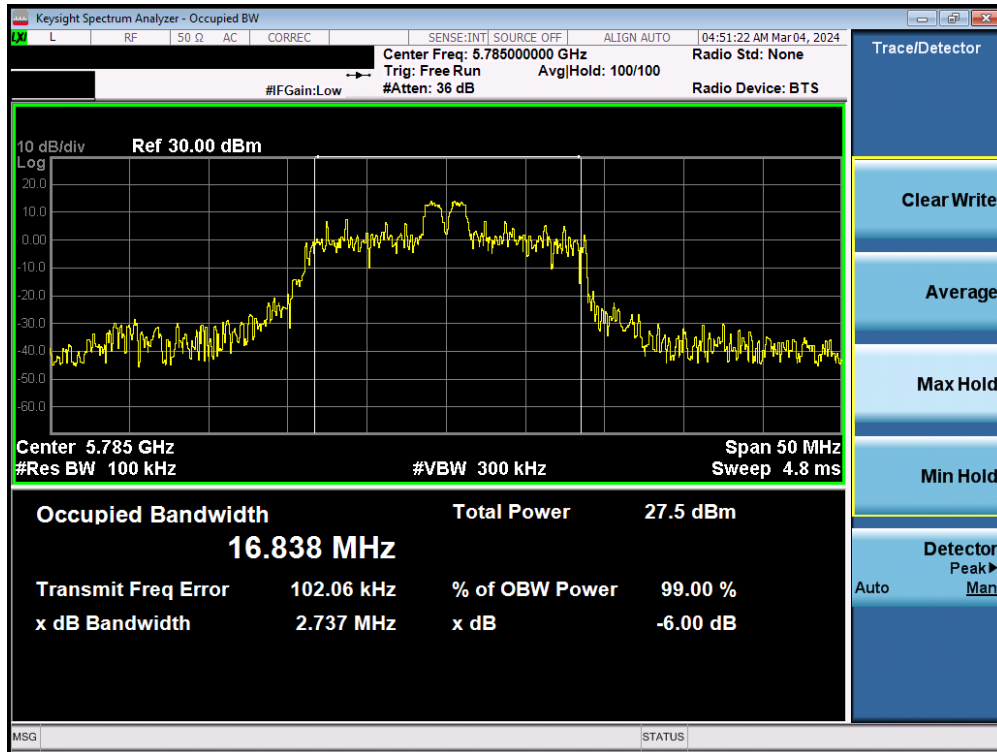 Keysight Spectrum Analyzer - Occupied BW
LXI L RF 50 Ω AC CORREC SENSE:INT SOURCE OFF ALIGN AUTO 04:51:22 AM Mar 04, 2024
Center Freq: 5.785000000 GHz Radio Std: None
Trig: Free Run Avg|Hold: 100/100
#IFGain:Low #Atten: 36 dB Radio Device: BTS
10 dB/div Ref 30.00 dBm
Log
20.0
10.0
0.00
-10.0
-20.0
-30.0
-40.0
-50.0
-60.0
Center 5.785 GHz Span 50 MHz
#Res BW 100 kHz #VBW 300 kHz Sweep 4.8 ms
Occupied Bandwidth Total Power 27.5 dBm
16.838 MHz
Transmit Freq Error 102.06 kHz % of OBW Power 99.00 %
x dB Bandwidth 2.737 MHz x dB -6.00 dB
MSG STATUS
Trace/Detector
Clear Write
Average
Max Hold
Min Hold
Detector
Peak
Auto Man